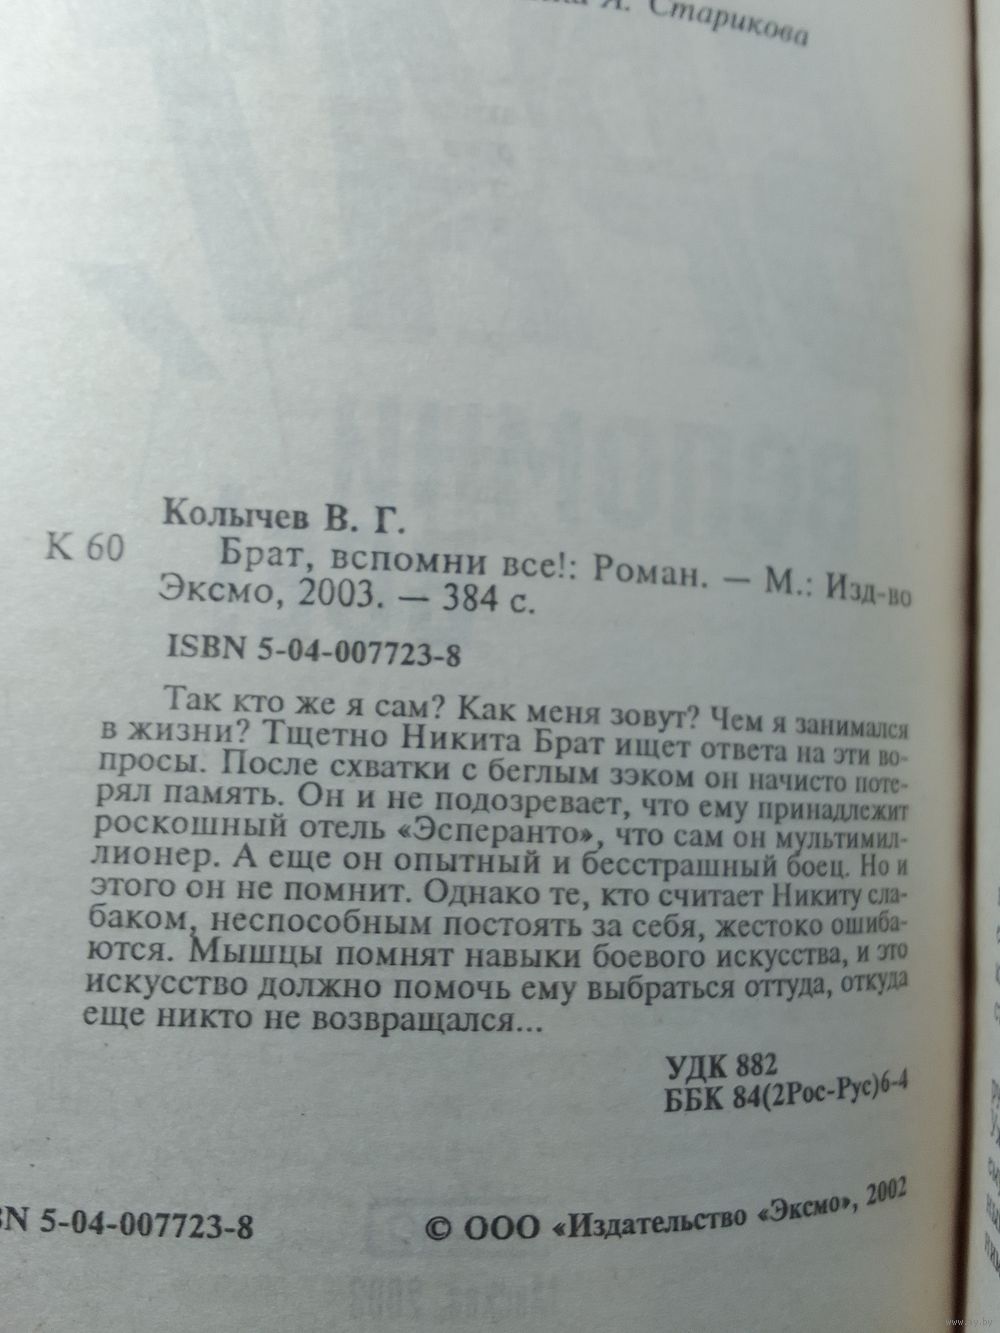 Я. Старикова
Колычев В. Г.
К 60
Брат, вспомни все!: Роман. — М.: Изд-во
Эксмо, 2003. — 384 с.
ISBN 5-04-007723-8
Так кто же я сам? Как меня зовут? Чем я занимался
в жизни? Тщетно Никита Брат ищет ответа на эти во-
просы. После схватки с беглым зэком он начисто поте-
рял память. Он и не подозревает, что ему принадлежит
роскошный отель «Эсперанто», что сам он мультимил-
лионер. А еще он опытный и бесстрашный боец. Но и
этого он не помнит. Однако те, кто считает Никиту сла-
баком, неспособным постоять за себя, жестоко ошиба-
ются. Мышцы помнят навыки боевого искусства, и это
искусство должно помочь ему выбраться оттуда, откуда
еще никто не возвращался...
УДК 882
ББК 84(2Рос-Рус)6-4
BN 5-04-007723-8
© ООО «Издательство «Эксмо», 2002